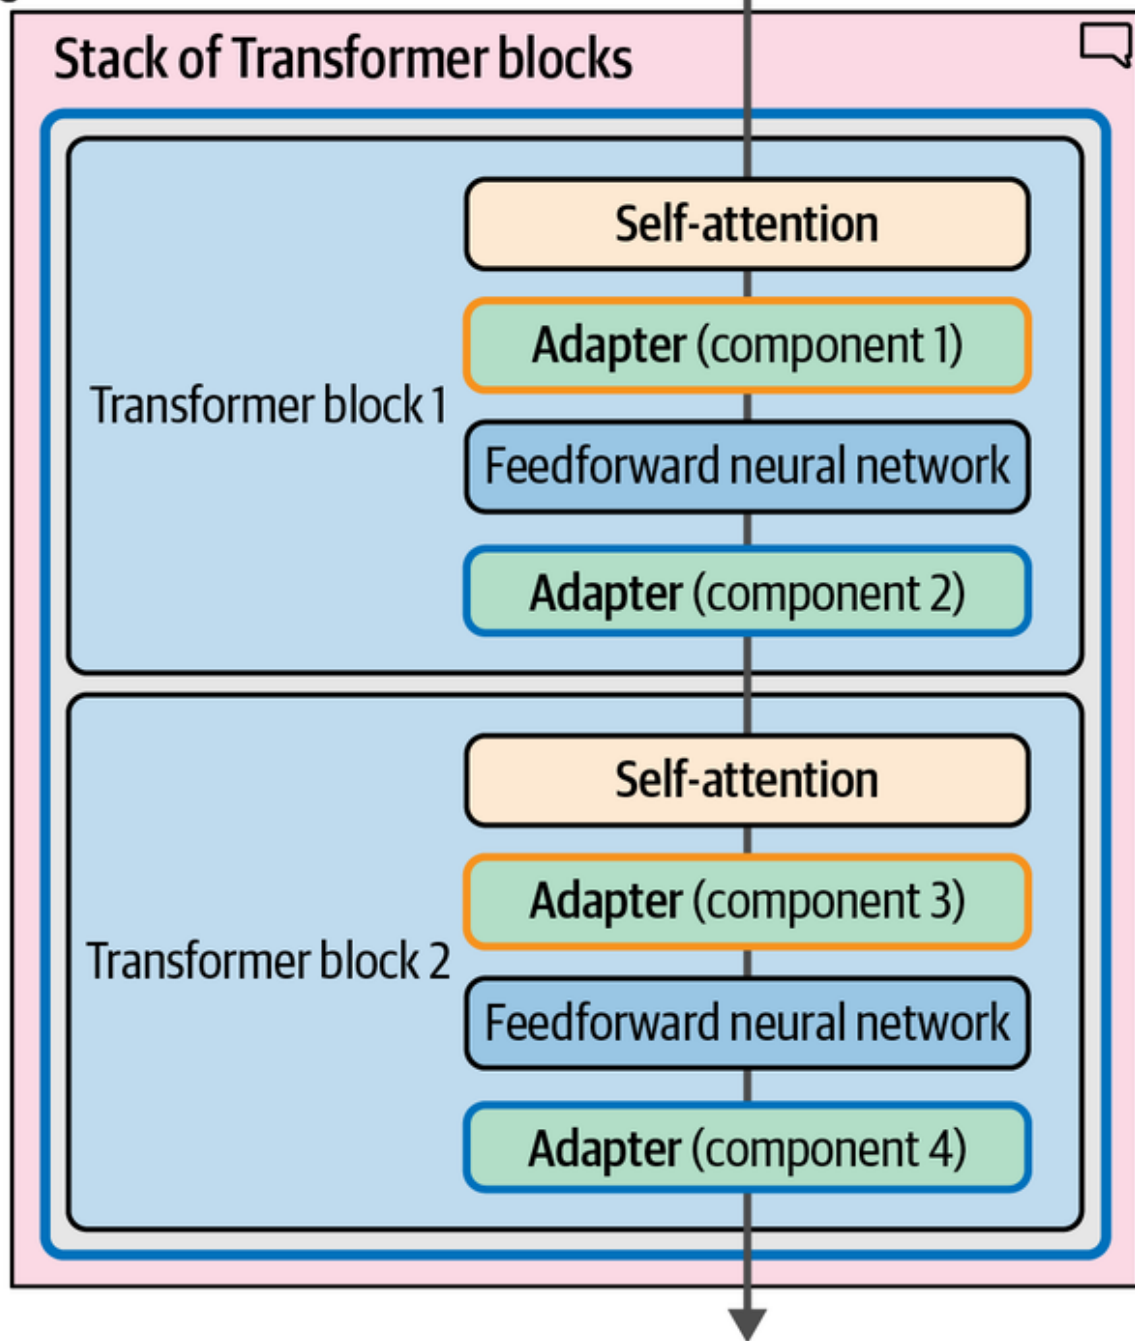 Stack of Transformer blocks
Self-attention
Adapter (component 1)
Transformer block 1
Feedforward neural network
Adapter (component 2)
Self-attention
Adapter (component 3)
Transformer block 2
Feedforward neural network
Adapter (component 4)